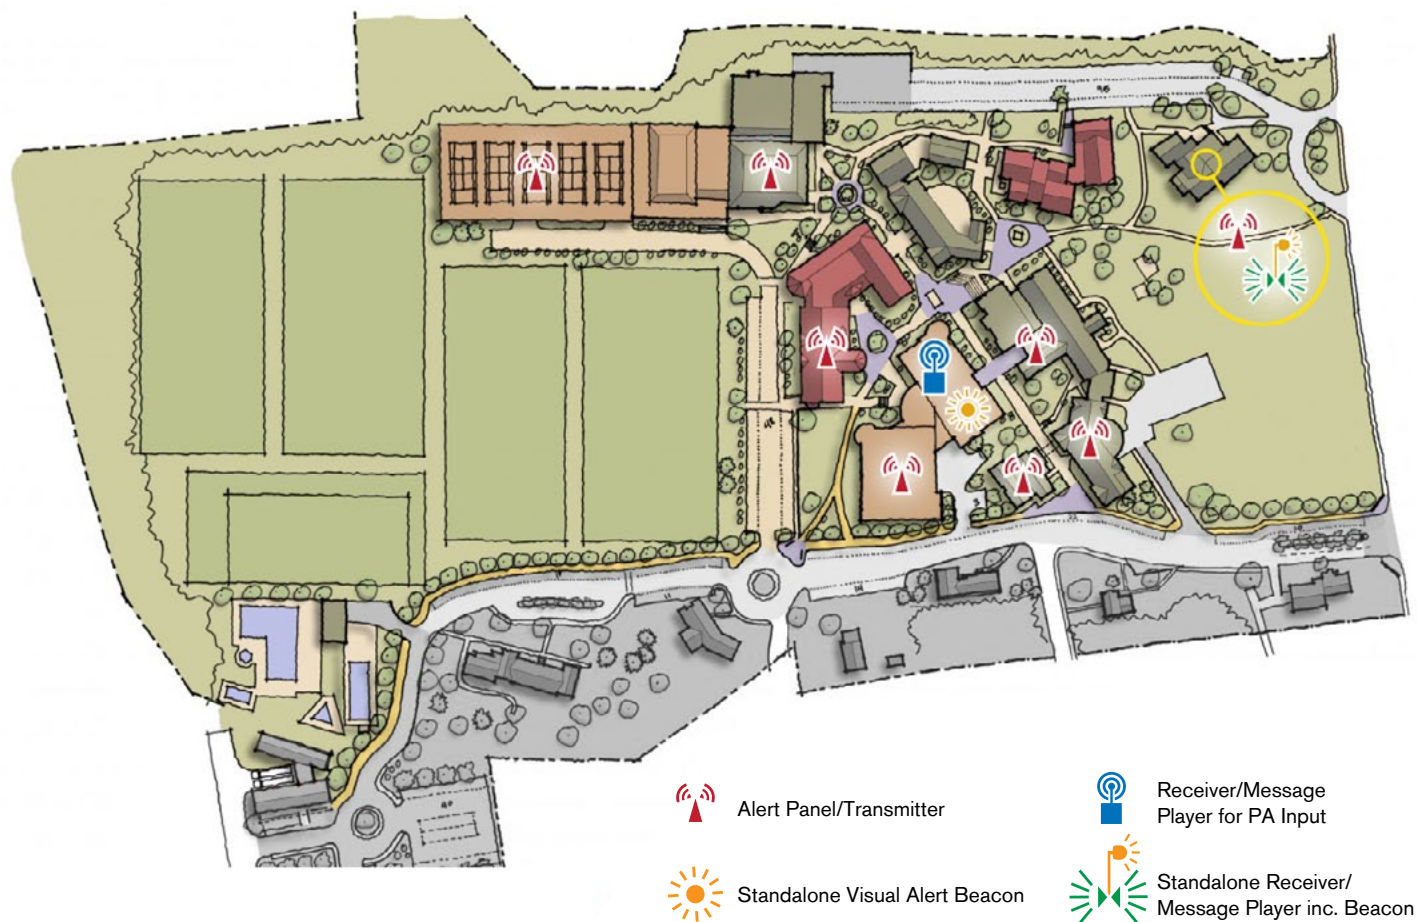 Alert Panel/Transmitter
Receiver/Message
Player for PA Input
Standalone Visual Alert Beacon
Standalone Receiver/
Message Player inc. Beacon